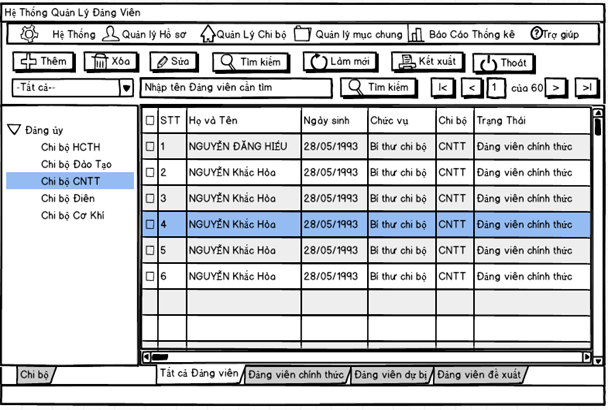 Hệ Thống Quản Lý Đảng Viên
Hệ Thống Quản lý Hồ sơ Quản Lý Chi bộ Quản lý mục chung Báo Cáo Thống kê Trợ giúp
Thêm Xóa Sửa Tìm kiếm Làm mới Kết xuất Thoát
-Tất cả-- Nhập tên Đảng viên cần tìm Tìm kiếm |< < 1 của 60 > >|
Đảng ủy
Chi bộ HCTH
Chi bộ Đào Tạo
Chi bộ CNTT
Chi bộ Điên
Chi bộ Cơ Khí
STT Họ và Tên Ngày sinh Chức vụ Chi bộ Trạng Thái
1 NGUYỄN ĐĂNG HIẾU 28/05/1993 Bí thư chi bộ CNTT Đảng viên chính thức
2 NGUYỄN Khắc Hòa 28/05/1993 Bí thư chi bộ CNTT Đảng viên chính thức
3 NGUYỄN Khắc Hòa 28/05/1993 Bí thư chi bộ CNTT Đảng viên chính thức
4 NGUYỄN Khắc Hòa 28/05/1993 Bí thư chi bộ CNTT Đảng viên chính thức
5 NGUYỄN Khắc Hòa 28/05/1993 Bí thư chi bộ CNTT Đảng viên chính thức
6 NGUYỄN Khắc Hòa 28/05/1993 Bí thư chi bộ CNTT Đảng viên chính thức
Chi bộ Tất cả Đảng viên Đảng viên chính thức Đảng viên dự bị Đảng viên đề xuất